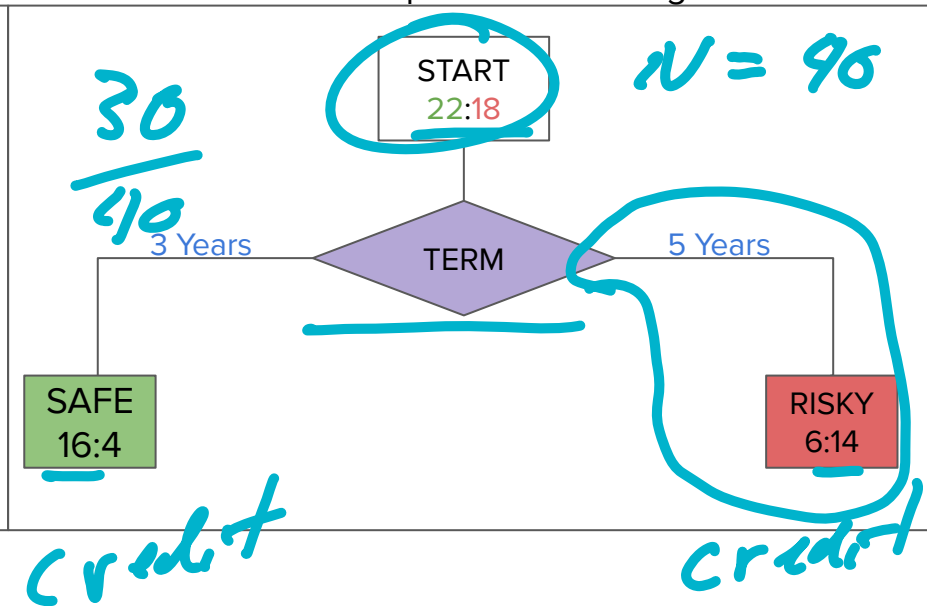 START
22:18
N = 40
30
40
3 Years
TERM
5 Years
SAFE
16:4
RISKY
6:14
credit
credit